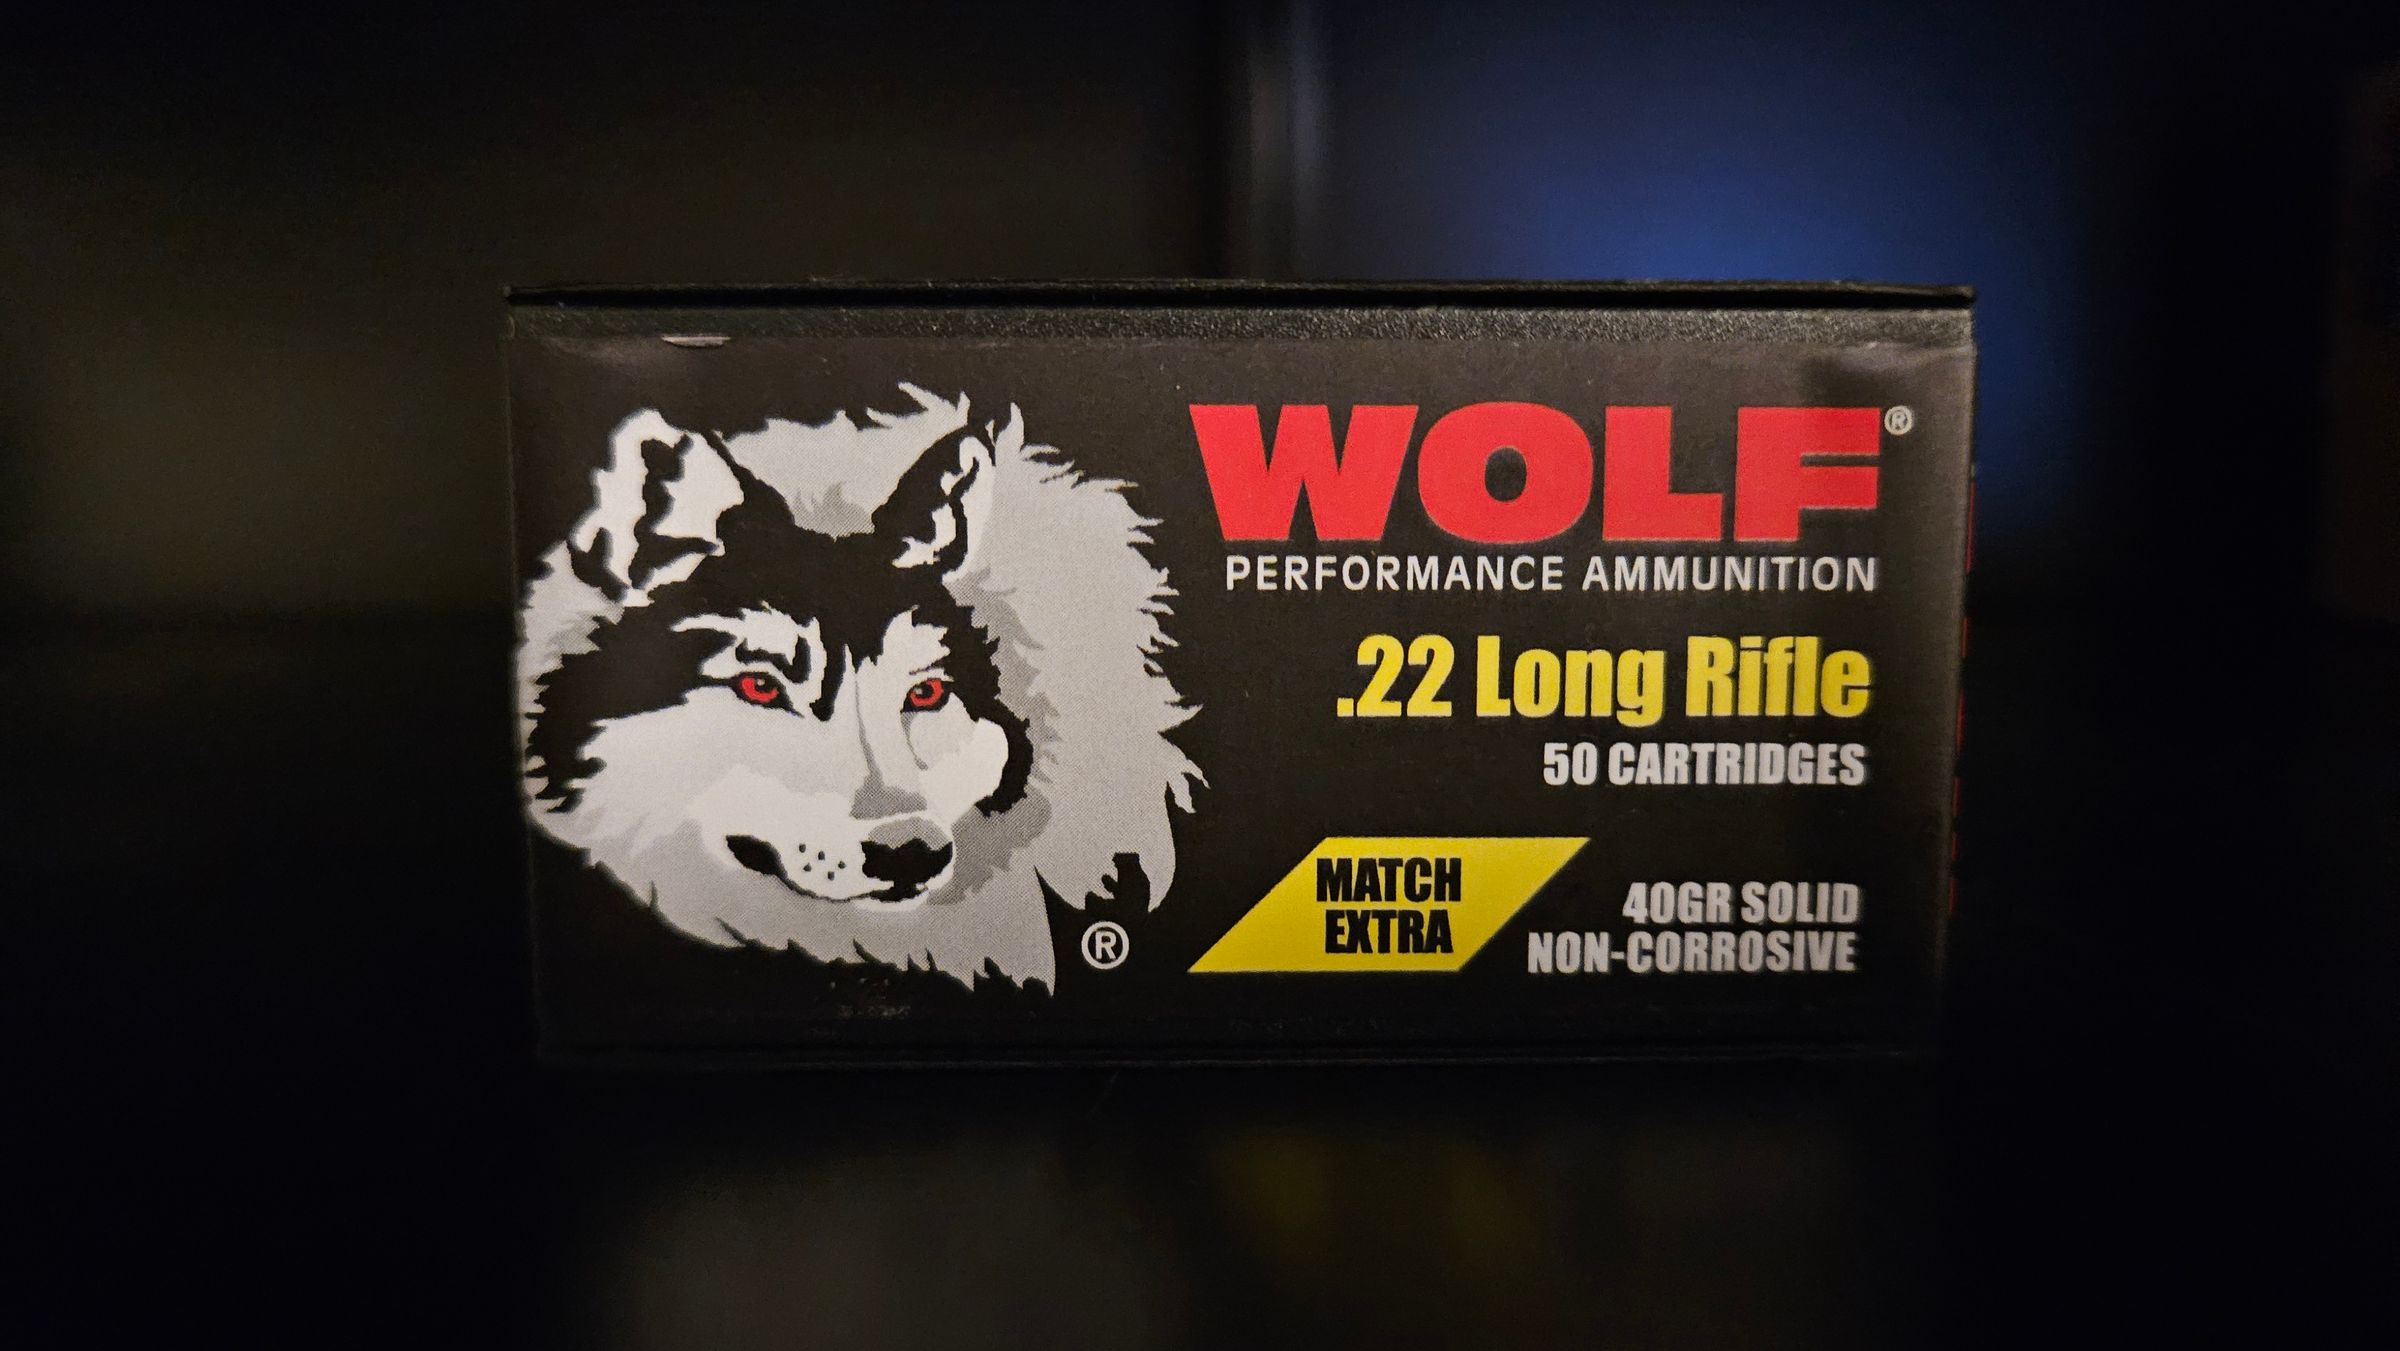 WOLF®
PERFORMANCE AMMUNITION
.22 Long Rifle
50 CARTRIDGES
MATCH
EXTRA
40GR SOLID
NON-CORROSIVE
®